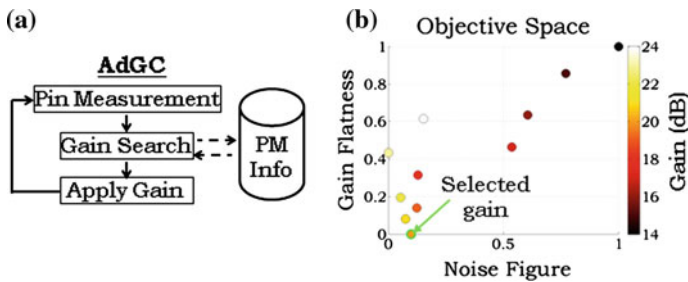 (a)
AdGC
Pin Measurement
Gain Search
Apply Gain
PM
Info
(b)
Objective Space
Gain Flatness
1
0.8
0.6
0.4
0.2
0
0
0.5
1
Noise Figure
Selected
gain
24
22
20
18
16
14
Gain (dB)